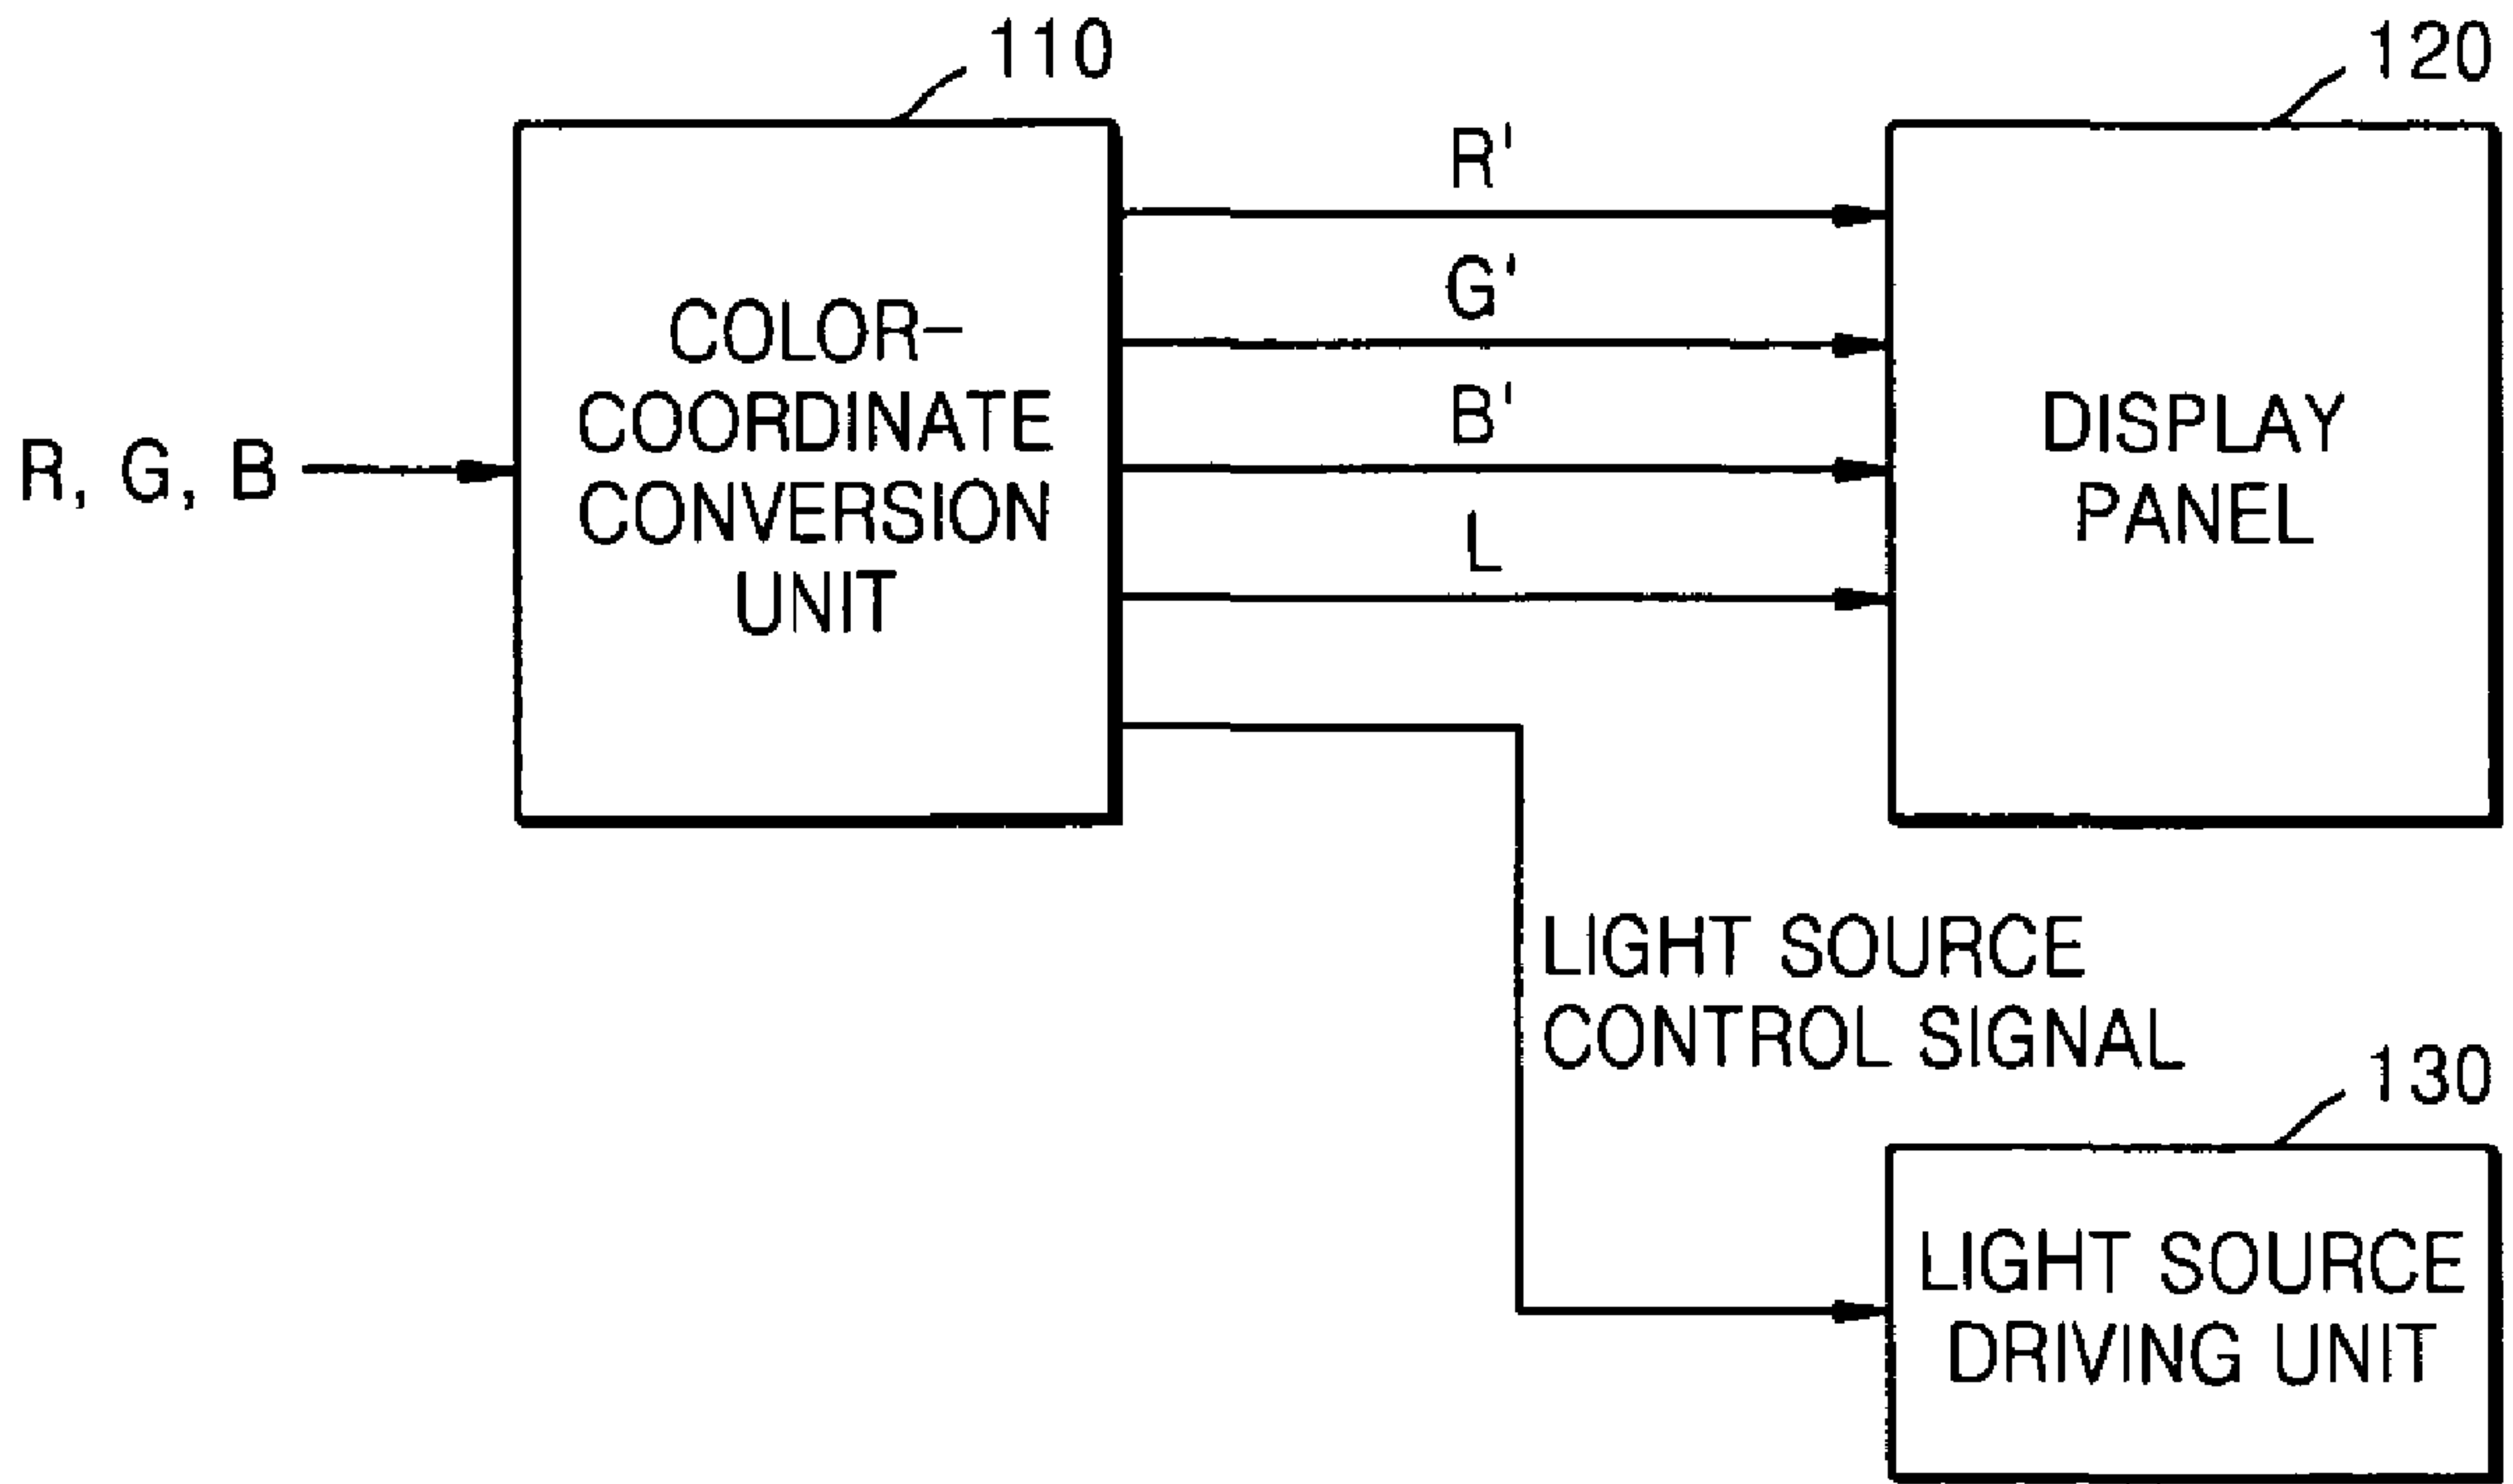 110
120
R'
G'
COLOR-
COORDINATE
CONVERSION
UNIT
R, G, B
B'
L
DISPLAY
PANEL
LIGHT SOURCE
CONTROL SIGNAL
130
LIGHT SOURCE
DRIVING UNIT